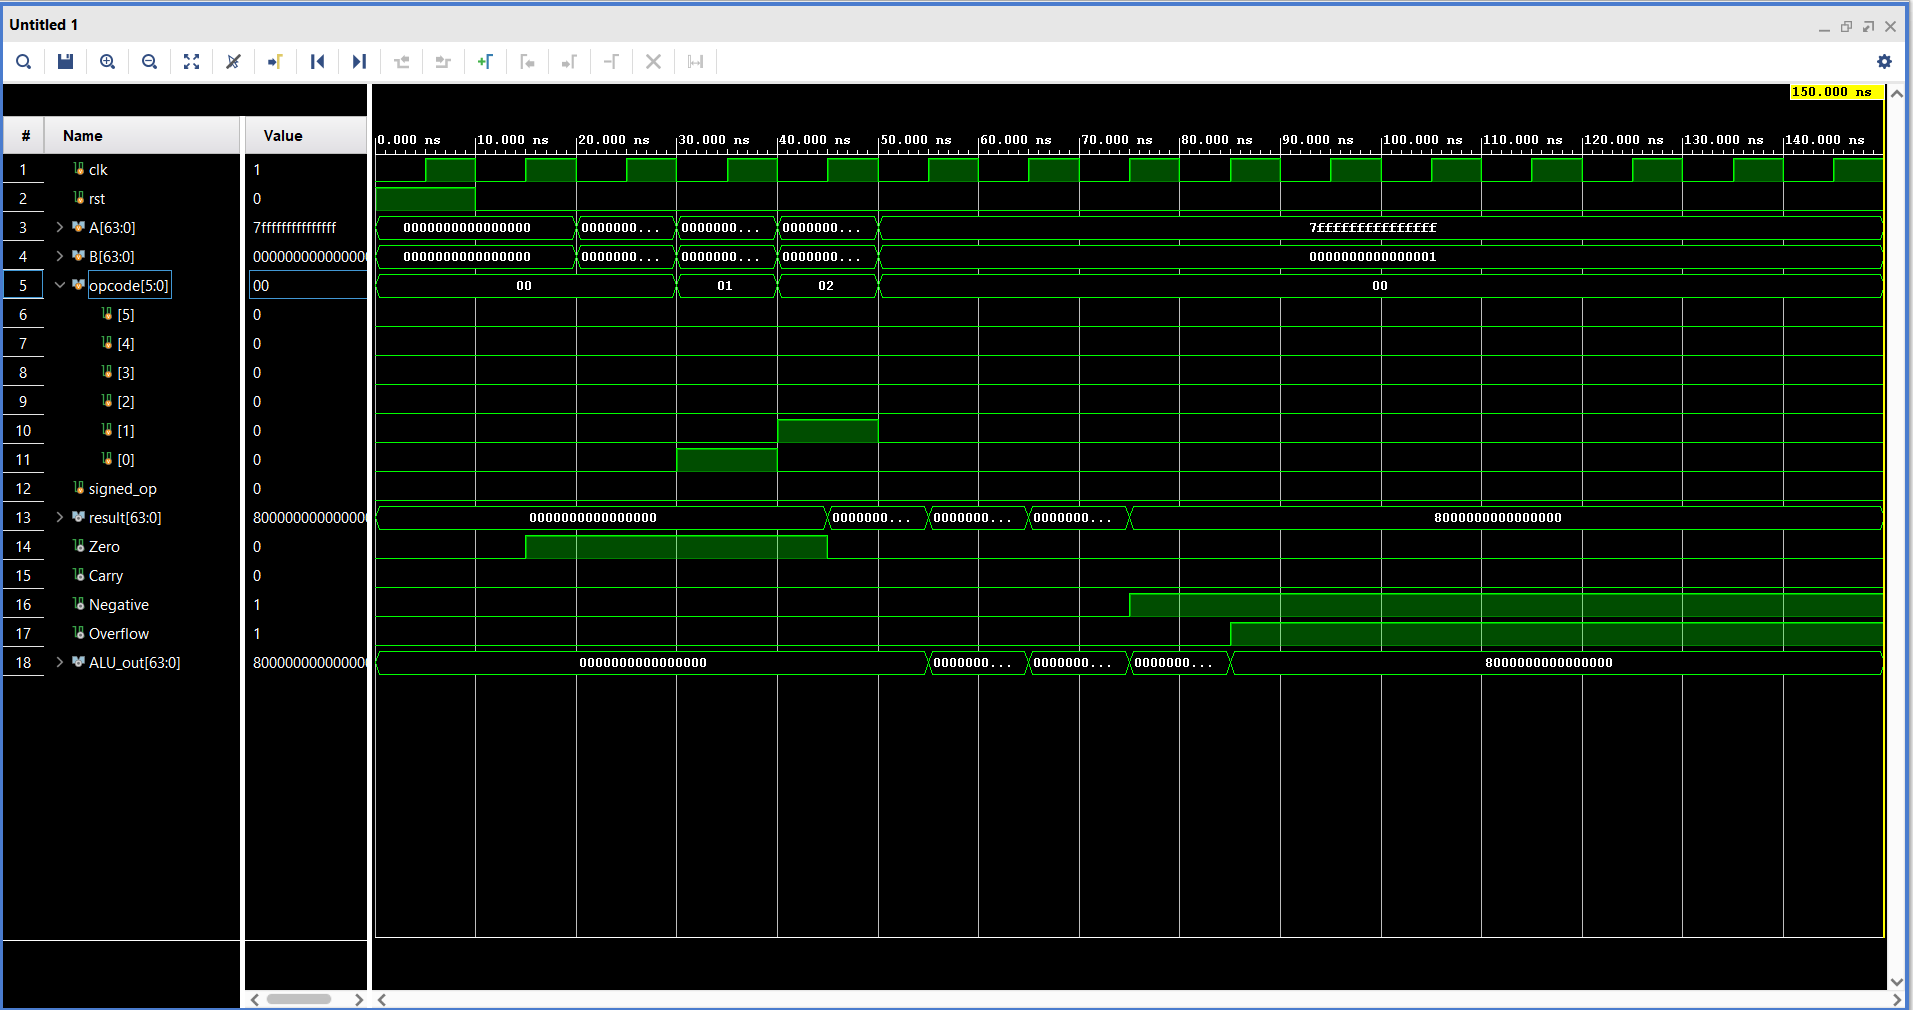 Untitled 1
150.000 ns
# Name Value
0.000 ns 10.000 ns 20.000 ns 30.000 ns 40.000 ns 50.000 ns 60.000 ns 70.000 ns 80.000 ns 90.000 ns 100.000 ns 110.000 ns 120.000 ns 130.000 ns 140.000 ns
1 clk 1
2 rst 0
3 A[63:0] 7fffffffffffffff 0000000000000000 0000000... 0000000... 0000000... 7fffffffffffffff
4 B[63:0] 000000000000000 0000000000000000 0000000... 0000000... 0000000... 0000000000000001
5 opcode[5:0] 00 00 01 02 00
6 [5] 0
7 [4] 0
8 [3] 0
9 [2] 0
10 [1] 0
11 [0] 0
12 signed_op 0
13 result[63:0] 800000000000000 0000000000000000 0000000... 0000000... 0000000... 8000000000000000
14 Zero 0
15 Carry 0
16 Negative 1
17 Overflow 1
18 ALU_out[63:0] 800000000000000 0000000000000000 0000000... 0000000... 0000000... 8000000000000000